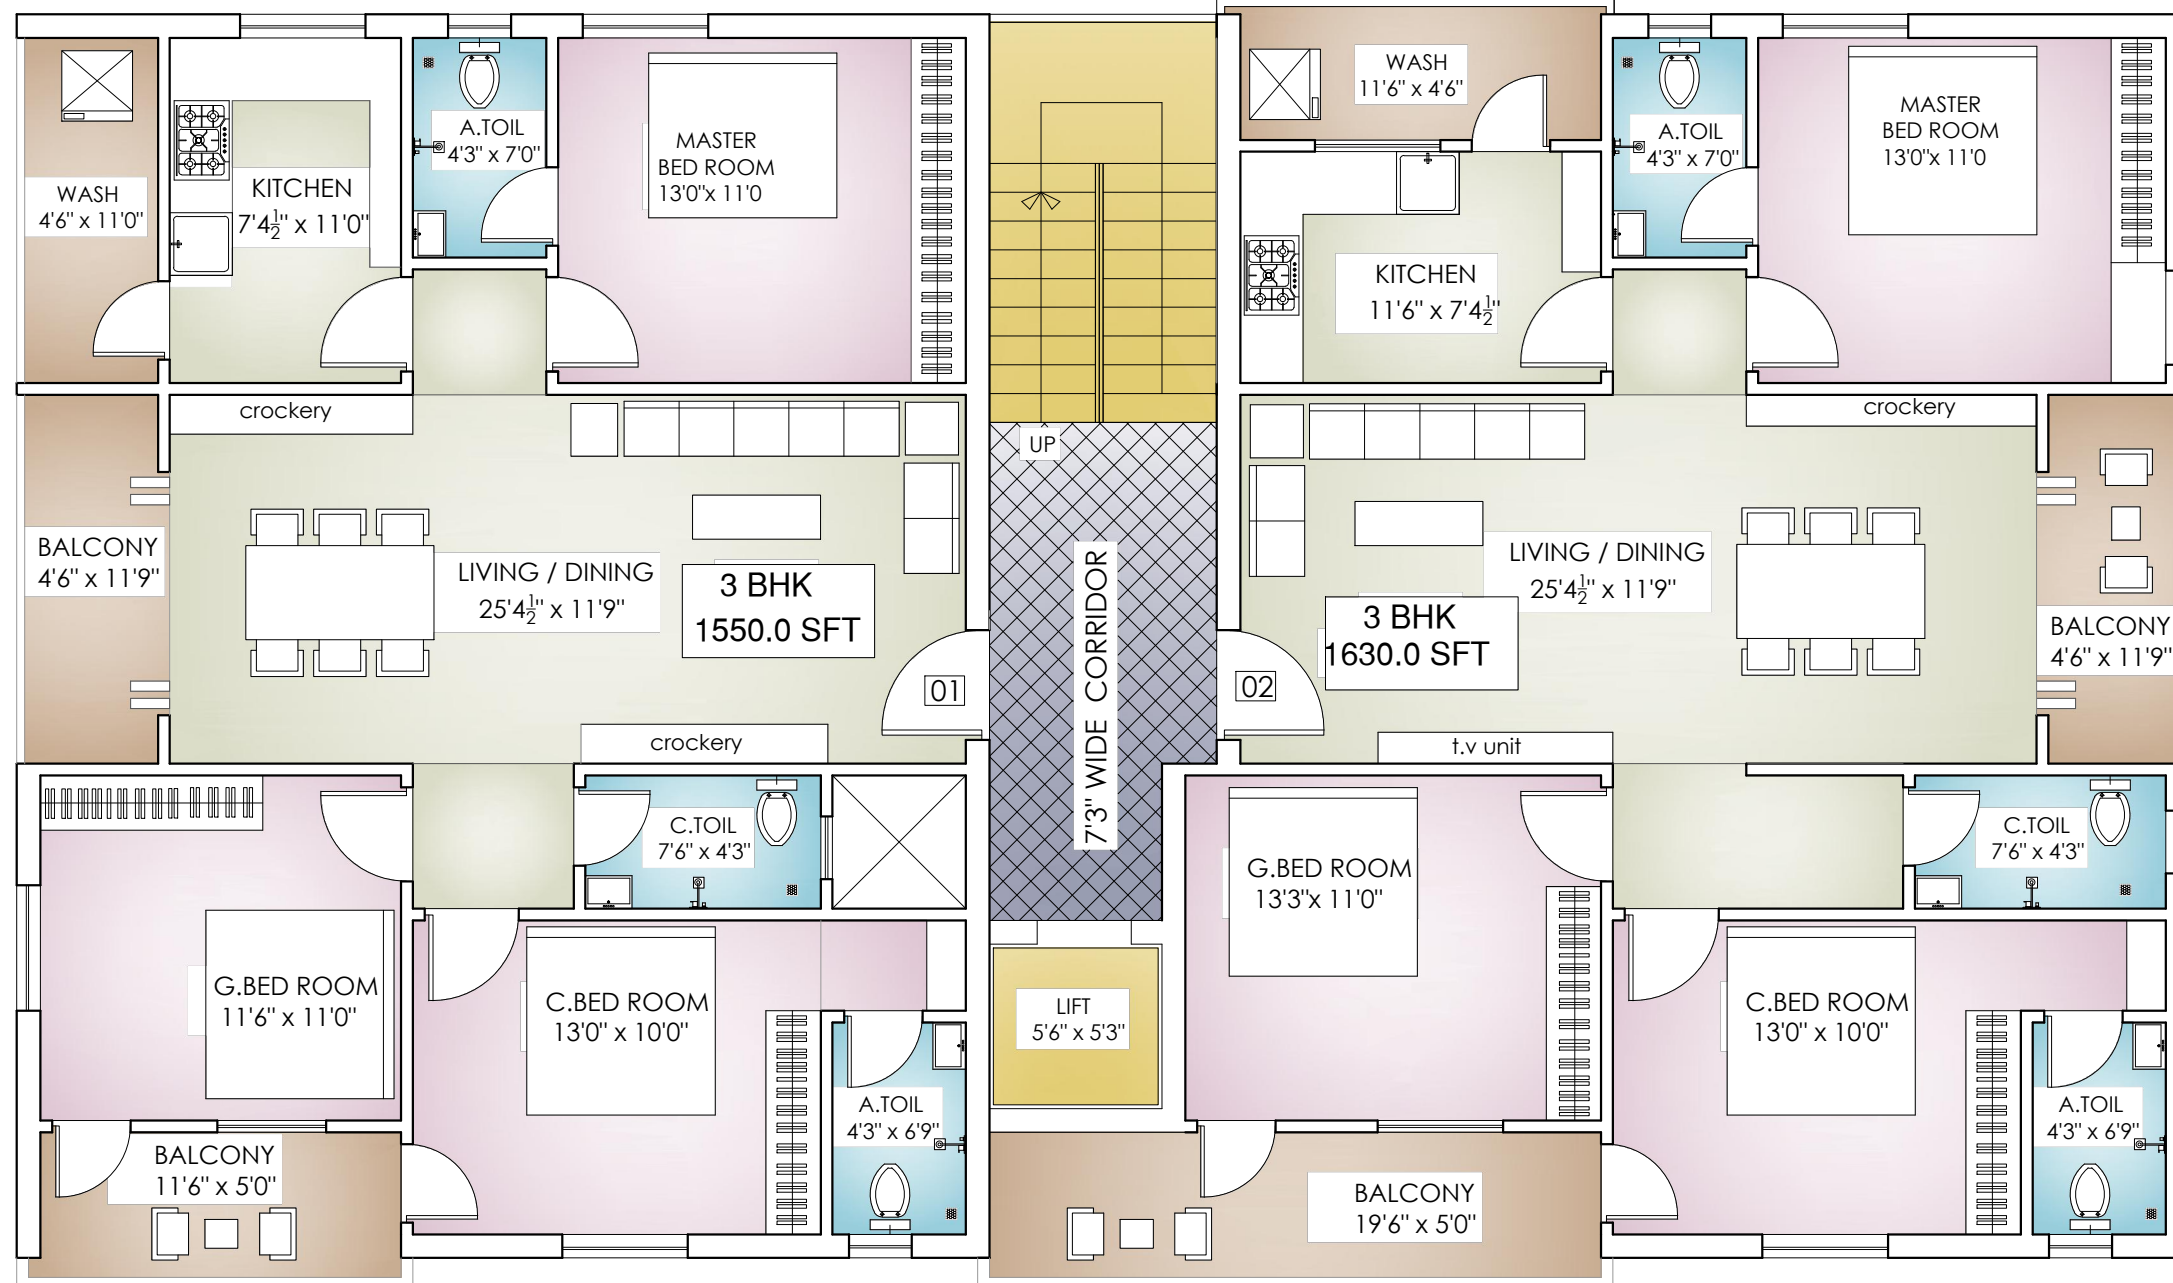 WASH
4'6" x 11'0"
KITCHEN
7'4½" x 11'0"
A.TOIL
4'3" x 7'0"
MASTER
BED ROOM
13'0"x 11'0
WASH
11'6" x 4'6"
KITCHEN
11'6" x 7'4½"
A.TOIL
4'3" x 7'0"
MASTER
BED ROOM
13'0"x 11'0
crockery
BALCONY
4'6" x 11'9"
LIVING / DINING
25'4½" x 11'9"
3 BHK
1550.0 SFT
01
crockery
UP
7'3" WIDE CORRIDOR
02
3 BHK
1630.0 SFT
LIVING / DINING
25'4½" x 11'9"
crockery
t.v unit
BALCONY
4'6" x 11'9"
G.BED ROOM
11'6" x 11'0"
C.TOIL
7'6" x 4'3"
C.BED ROOM
13'0" x 10'0"
A.TOIL
4'3" x 6'9"
BALCONY
11'6" x 5'0"
LIFT
5'6" x 5'3"
G.BED ROOM
13'3"x 11'0"
C.TOIL
7'6" x 4'3"
C.BED ROOM
13'0" x 10'0"
A.TOIL
4'3" x 6'9"
BALCONY
19'6" x 5'0"